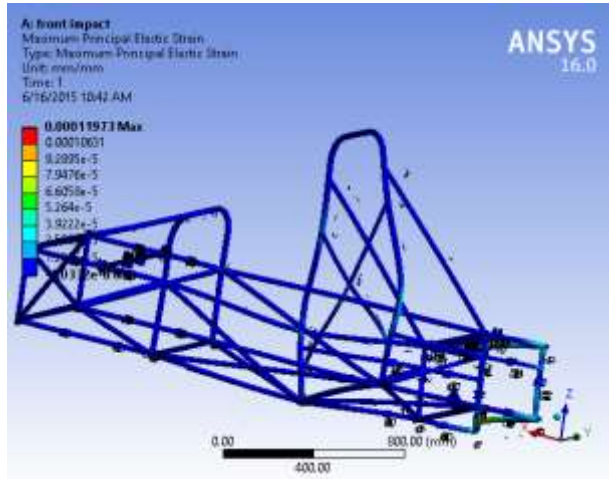 A: front impact
Maximum Principal Elastic Strain
Type: Maximum Principal Elastic Strain
Unit: mm/mm
Time: 1
6/16/2015 10:42 AM
ANSYS
16.0
0.00011973 Max
0.00010631
9.2895e-5
7.9476e-5
6.6058e-5
5.264e-5
3.9222e-5
0.00
800.00 (mm)
400.00
Z
X
Y